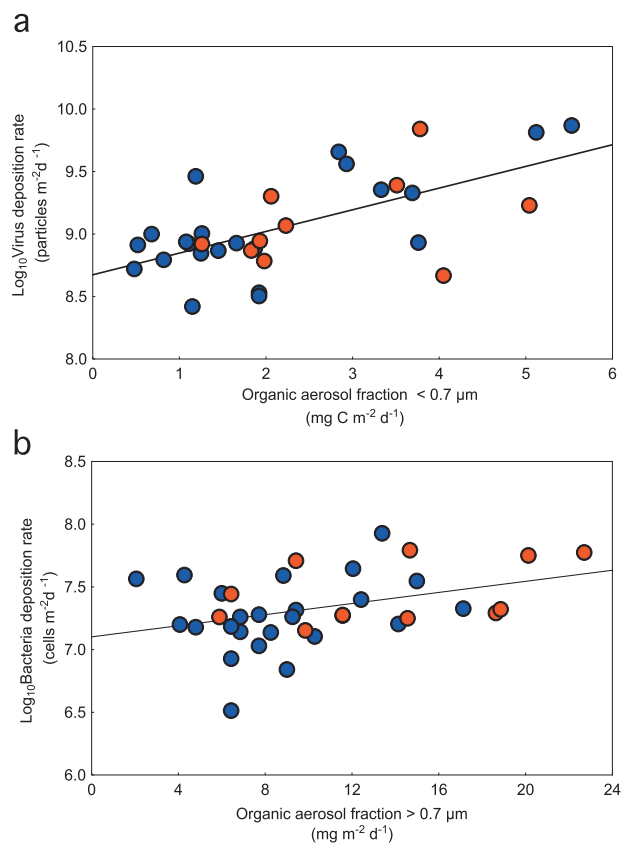 a
10.5
10.0
9.5
9.0
8.5
8.0
Log10Virus deposition rate
(particles m-2d -1)
0 1 2 3 4 5 6
Organic aerosol fraction < 0.7 µm
(mg C m-2 d-1)
b
8.5
8.0
7.5
7.0
6.5
6.0
Log10Bacteria deposition rate
(cells m-2d -1)
0 4 8 12 16 20 24
Organic aerosol fraction > 0.7 µm
(mg m-2 d-1)